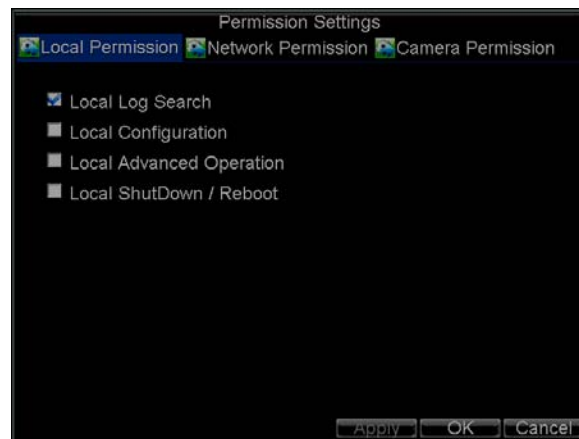 Permission Settings
Local Permission Network Permission Camera Permission
Local Log Search
Local Configuration
Local Advanced Operation
Local ShutDown / Reboot
Apply OK Cancel